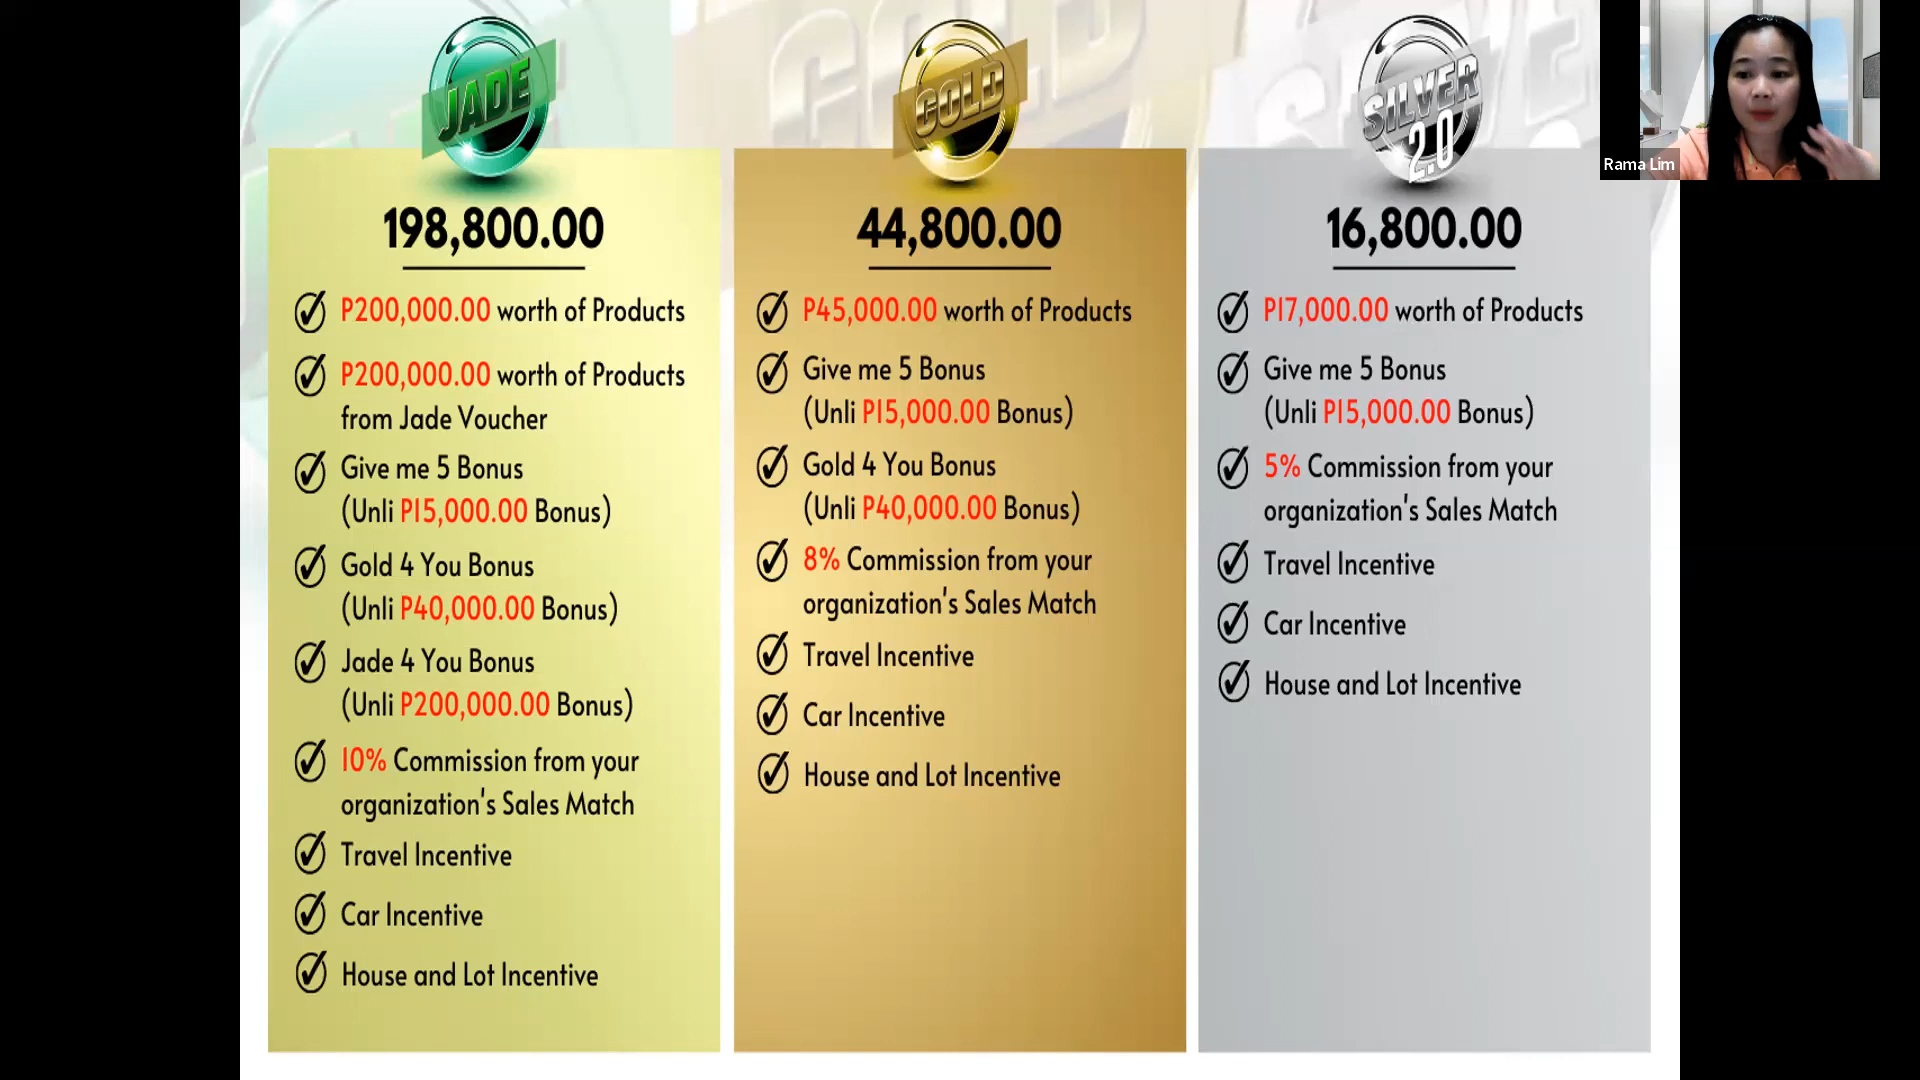 JADE
198,800.00
P200,000.00 worth of Products
P200,000.00 worth of Products
from Jade Voucher
Give me 5 Bonus
(Unli P15,000.00 Bonus)
Gold 4 You Bonus
(Unli P40,000.00 Bonus)
Jade 4 You Bonus
(Unli P200,000.00 Bonus)
10% Commission from your
organization's Sales Match
Travel Incentive
Car Incentive
House and Lot Incentive
GOLD
44,800.00
P45,000.00 worth of Products
Give me 5 Bonus
(Unli P15,000.00 Bonus)
Gold 4 You Bonus
(Unli P40,000.00 Bonus)
8% Commission from your
organization's Sales Match
Travel Incentive
Car Incentive
House and Lot Incentive
SILVER
2.0
16,800.00
P17,000.00 worth of Products
Give me 5 Bonus
(Unli P15,000.00 Bonus)
5% Commission from your
organization's Sales Match
Travel Incentive
Car Incentive
House and Lot Incentive
Rama Lim